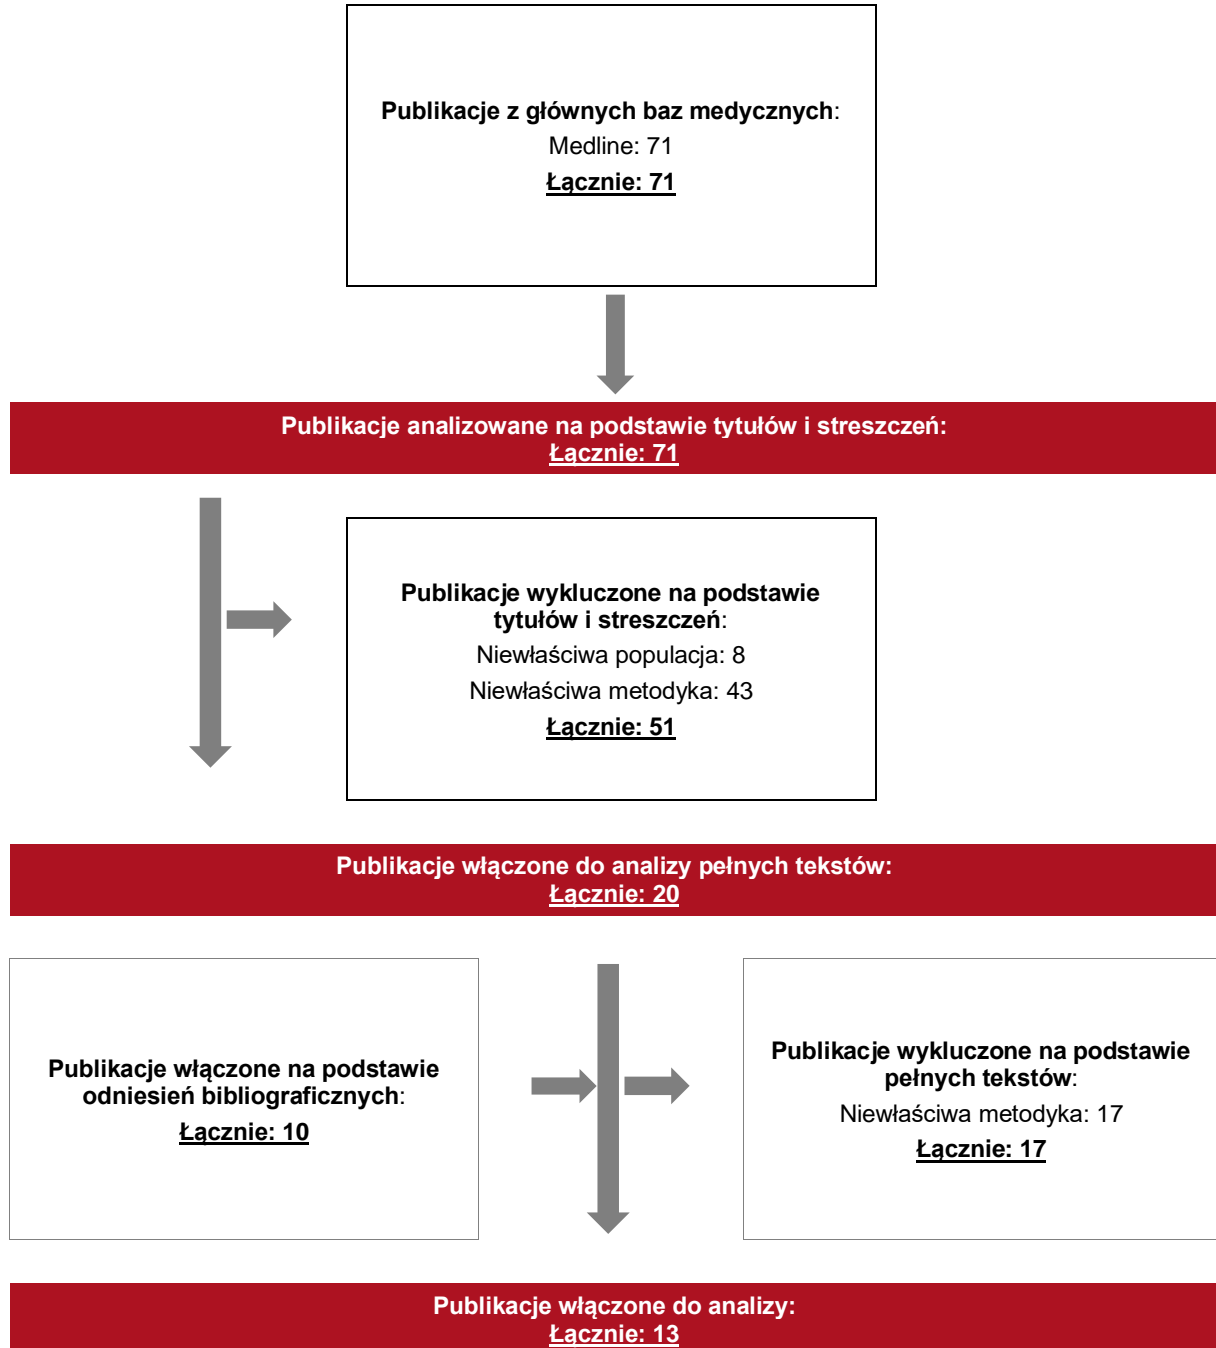 Publikacje z głównych baz medycznych:
Medline: 71
Łącznie: 71
Publikacje analizowane na podstawie tytułów i streszczeń:
Łącznie: 71
Publikacje wykluczone na podstawie
tytułów i streszczeń:
Niewłaściwa populacja: 8
Niewłaściwa metodyka: 43
Łącznie: 51
Publikacje włączone do analizy pełnych tekstów:
Łącznie: 20
Publikacje włączone na podstawie
odniesień bibliograficznych:
Łącznie: 10
Publikacje wykluczone na podstawie
pełnych tekstów:
Niewłaściwa metodyka: 17
Łącznie: 17
Publikacje włączone do analizy:
Łącznie: 13